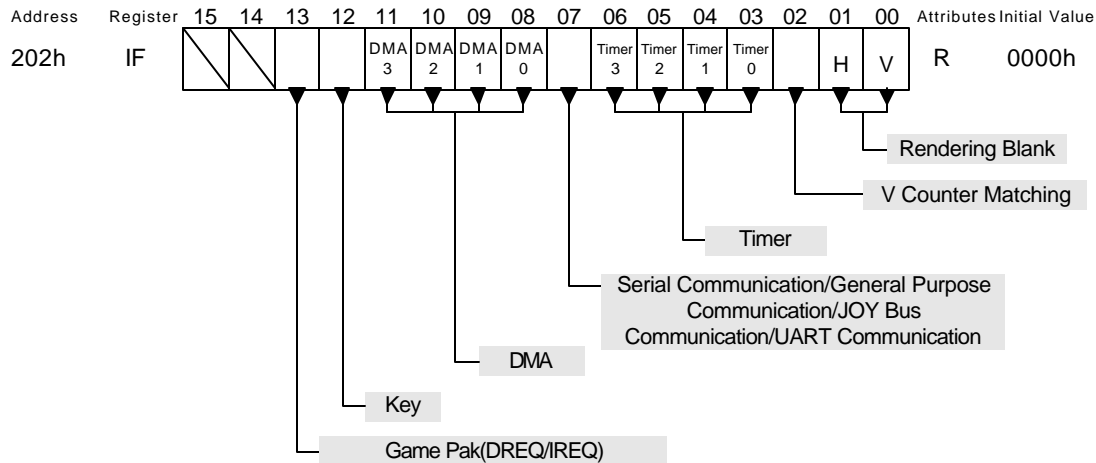 Address Register 15 14 13 12 11 10 09 08 07 06 05 04 03 02 01 00 Attributes Initial Value
202h IF DMA 3 DMA 2 DMA 1 DMA 0 Timer 3 Timer 2 Timer 1 Timer 0 H V R 0000h
Rendering Blank
V Counter Matching
Timer
Serial Communication/General Purpose
Communication/JOY Bus
Communication/UART Communication
DMA
Key
Game Pak(DREQ/IREQ)